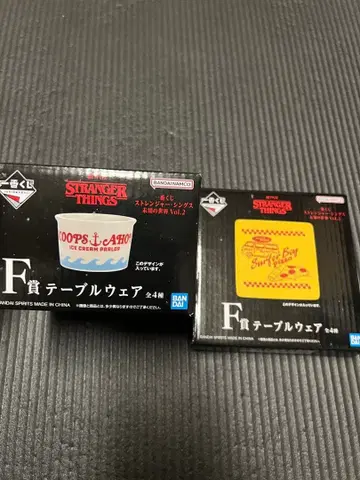 一番くじ
STRANGER
THINGS
BANDAI NAMCO
一番くじ
ストレンジャー・シングス
未知の世界 Vol.2
SCOOPS AHOY
ICE CREAM PARLOR
このデザインが
入っています。
F賞 テーブルウェア 全4種
BANDAI SPIRITS MADE IN CHINA
BAN
DAI
一番くじ
STRANGER
THINGS
BANDAI NAMCO
一番くじ
ストレンジャー・シングス
未知の世界 Vol.2
Surfer Boy
Pizza
このデザインが入っています。
F賞 テーブルウェア 全4種
BANDAI SPIRITS MADE IN CHINA
BAN
DAI